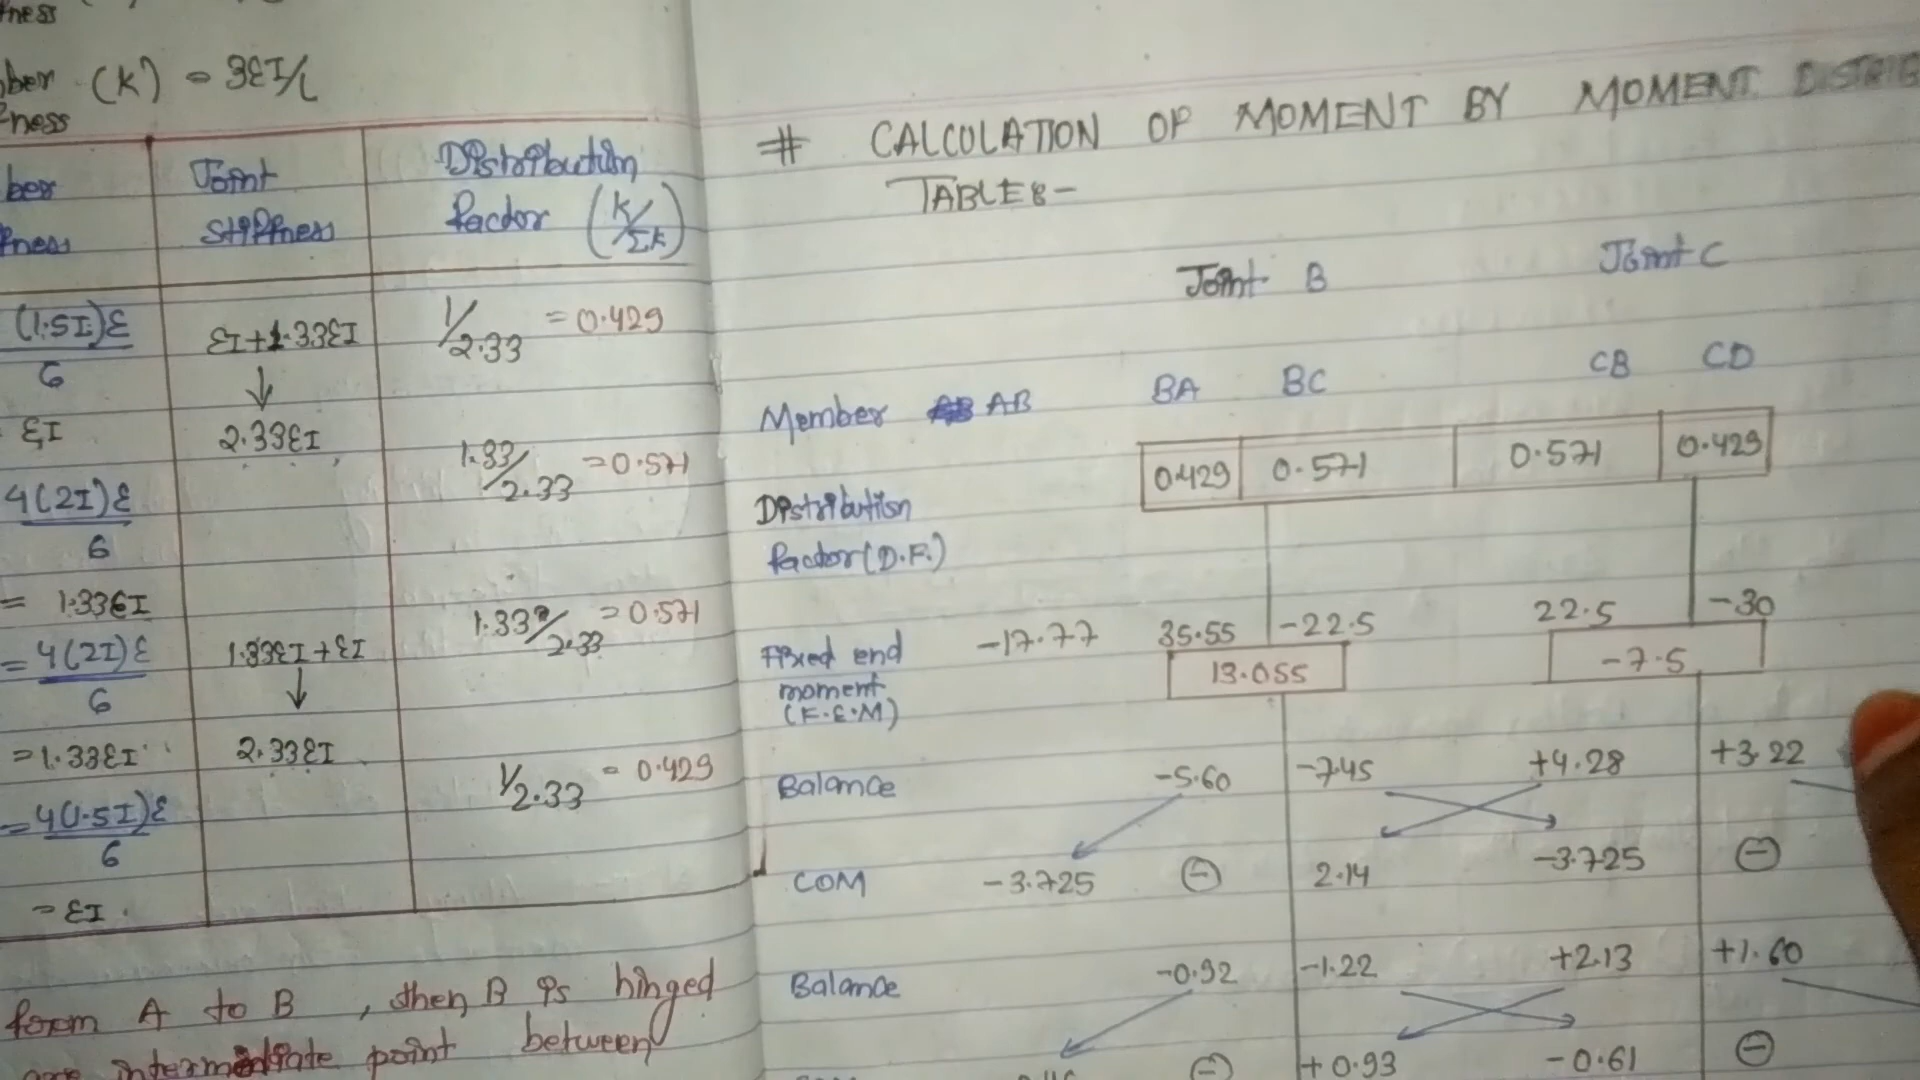 ness
ber (K) = 3EI/L
ness
ber Joint Distribution
ness stiffness factor (K/ΣK)
(1.5I)E
6
EI+1.33EI
1/2.33 = 0.429
EI
2.33EI
1.33/2.33 = 0.571
4(2I)E
6
= 1.33EI
1.33/2.33 = 0.571
= 4(2I)E
6
1.33EI+EI
= 1.33EI
2.33EI
1/2.33 = 0.429
= 4(1.5I)E
6
= EI
form A to B, then B is hinged
intermediate point between
# CALCULATION OF MOMENT BY MOMENT DISTRIB
TABLE:-
Joint B Joint C
Member AB BA BC CB CD
Distribution
factor (D.F.)
0.429 0.571 0.571 0.429
Fixed end
moment
(F.E.M)
-17.77 35.55 -22.5 22.5 -30
13.055 -7.5
Balance -5.60 -7.45 +4.28 +3.22
COM -3.725 - 2.14 -3.725 -
Balance -0.92 -1.22 +2.13 +1.60
- +0.93 -0.61 -